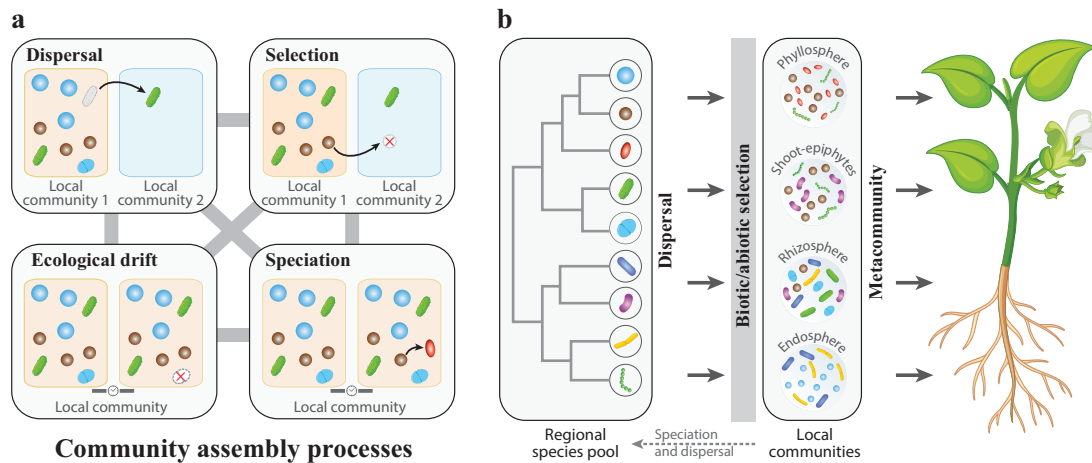 a
Dispersal
Local
community 1
Local
community 2
Selection
Local
community 1
Local
community 2
Ecological drift
Local community
Speciation
Local community
Community assembly processes
b
Regional
species pool
Dispersal
Biotic/abiotic selection
Phyllosphere
Shoot-epiphytes
Rhizosphere
Endosphere
Local
communities
Speciation
and dispersal
Metacommunity